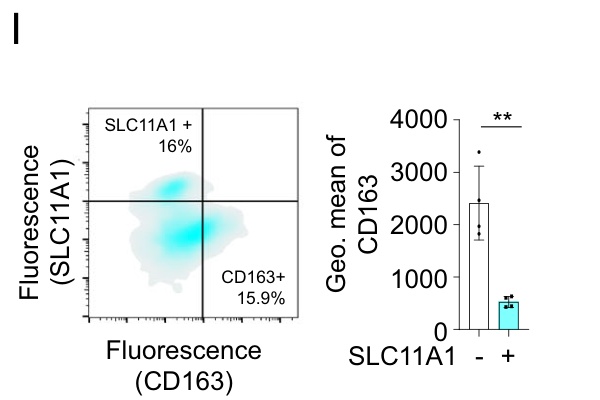 I
SLC11A1 +
16%
CD163+
15.9%
Fluorescence
(SLC11A1)
Fluorescence
(CD163)
**
4000
3000
2000
1000
0
Geo. mean of
CD163
SLC11A1 - +